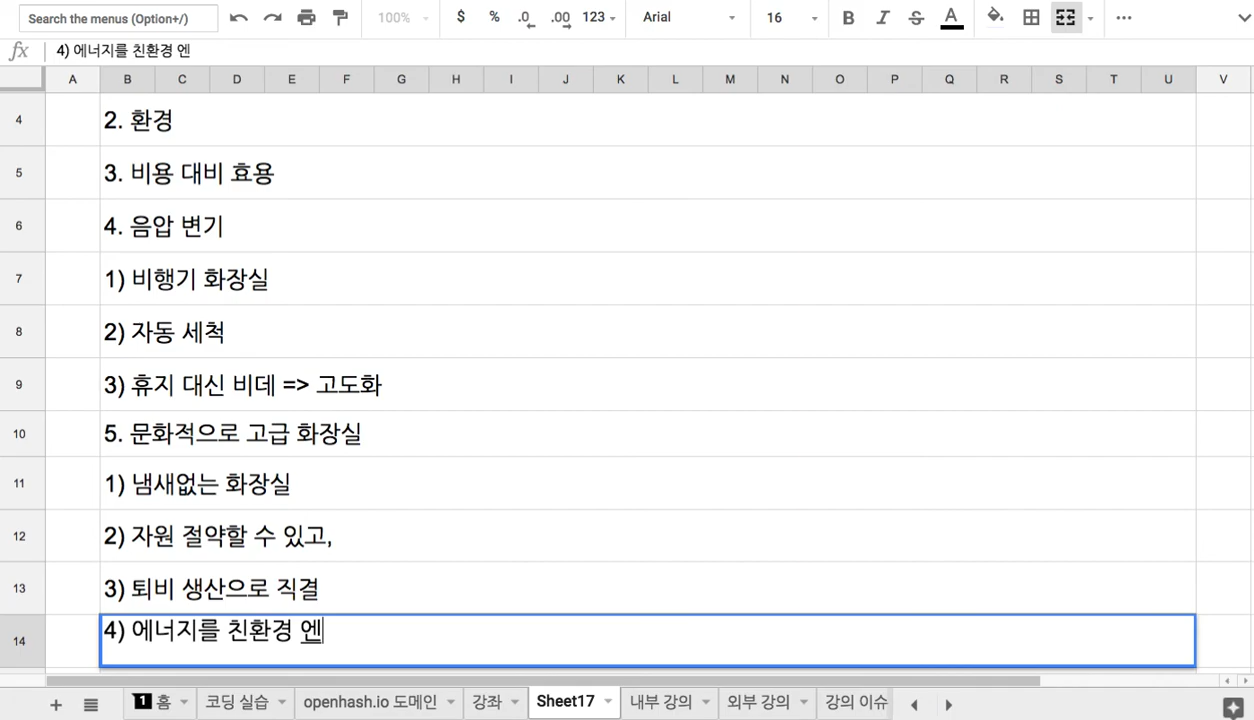 Search the menus (Option+/)
100%
$ % .0 .00 123
Arial
16
B I S A
fx 4) 에너지를 친환경 엔
A B C D E F G H I J K L M N O P Q R S T U V
4 2. 환경
5 3. 비용 대비 효용
6 4. 음압 변기
7 1) 비행기 화장실
8 2) 자동 세척
9 3) 휴지 대신 비데 => 고도화
10 5. 문화적으로 고급 화장실
11 1) 냄새없는 화장실
12 2) 자원 절약할 수 있고,
13 3) 퇴비 생산으로 직결
14 4) 에너지를 친환경 엔
1 홈 코딩 실습 openhash.io 도메인 강좌 Sheet17 내부 강의 외부 강의 강의 이슈